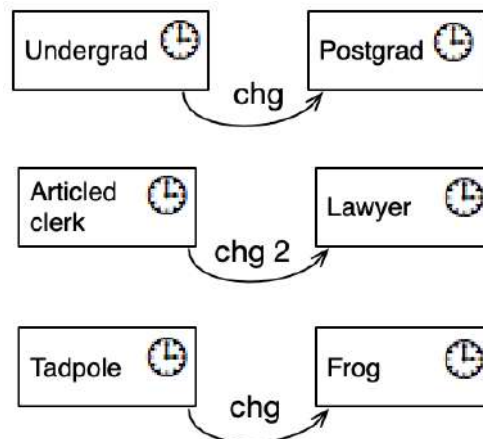 Undergrad
Postgrad
chg
Articled
clerk
Lawyer
chg 2
Tadpole
Frog
chg